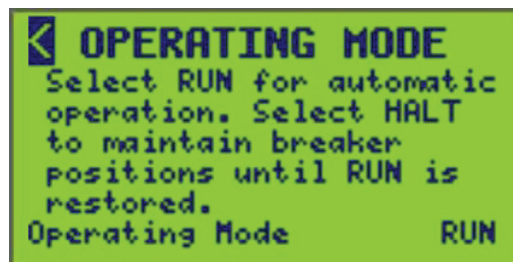 < OPERATING MODE
Select RUN for automatic
operation. Select HALT
to maintain breaker
positions until RUN is
restored.
Operating Mode RUN